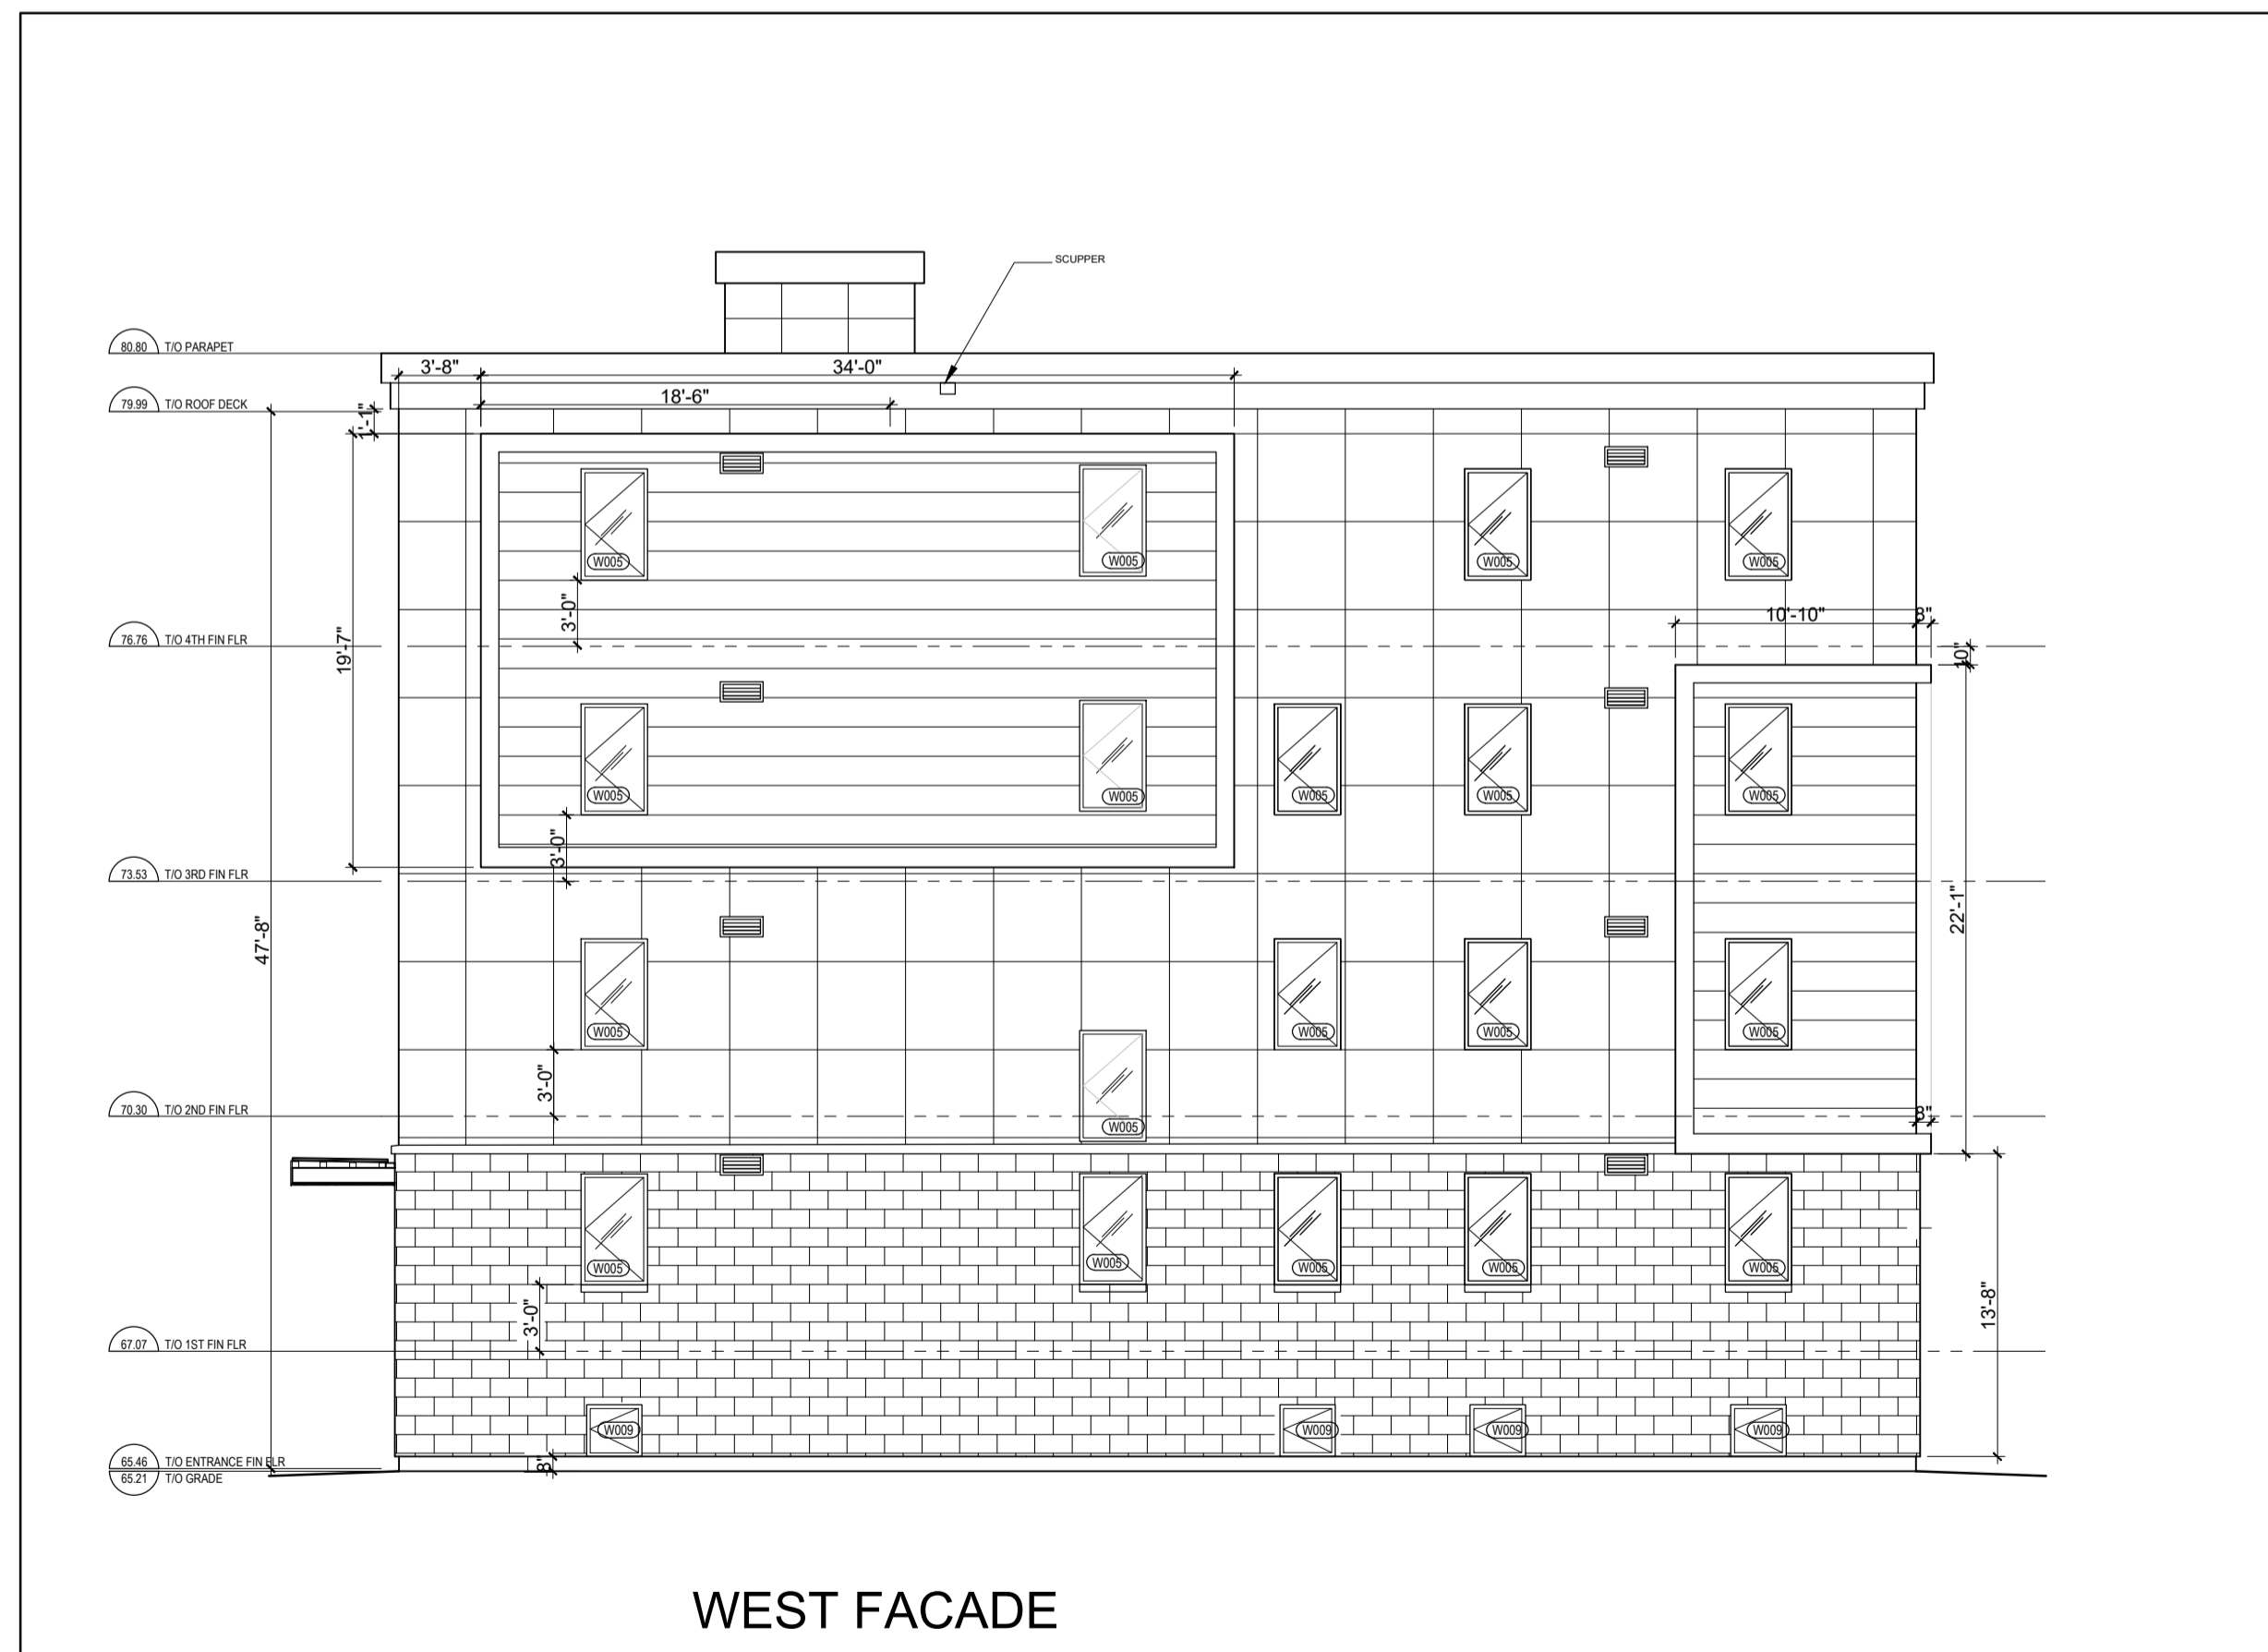 SCUPPER
80.80 T/O PARAPET
3'-8" 34'-0"
18'-6"
79.99 T/O ROOF DECK
1'-1"
W005 W005 W005 W005
3'-0"
10'-10" 8"
76.76 T/O 4TH FIN FLR
19'-7"
10"
W005 W005 W005 W005 W005
3'-0"
73.53 T/O 3RD FIN FLR
22'-1"
47'-8"
W005 W005 W005 W005
3'-0"
70.30 T/O 2ND FIN FLR
8"
W005
W005 W005 W005 W005 W005
3'-0"
13'-8"
67.07 T/O 1ST FIN FLR
W009 W009 W009 W009
65.46 T/O ENTRANCE FIN FLR
8"
65.21 T/O GRADE
WEST FACADE